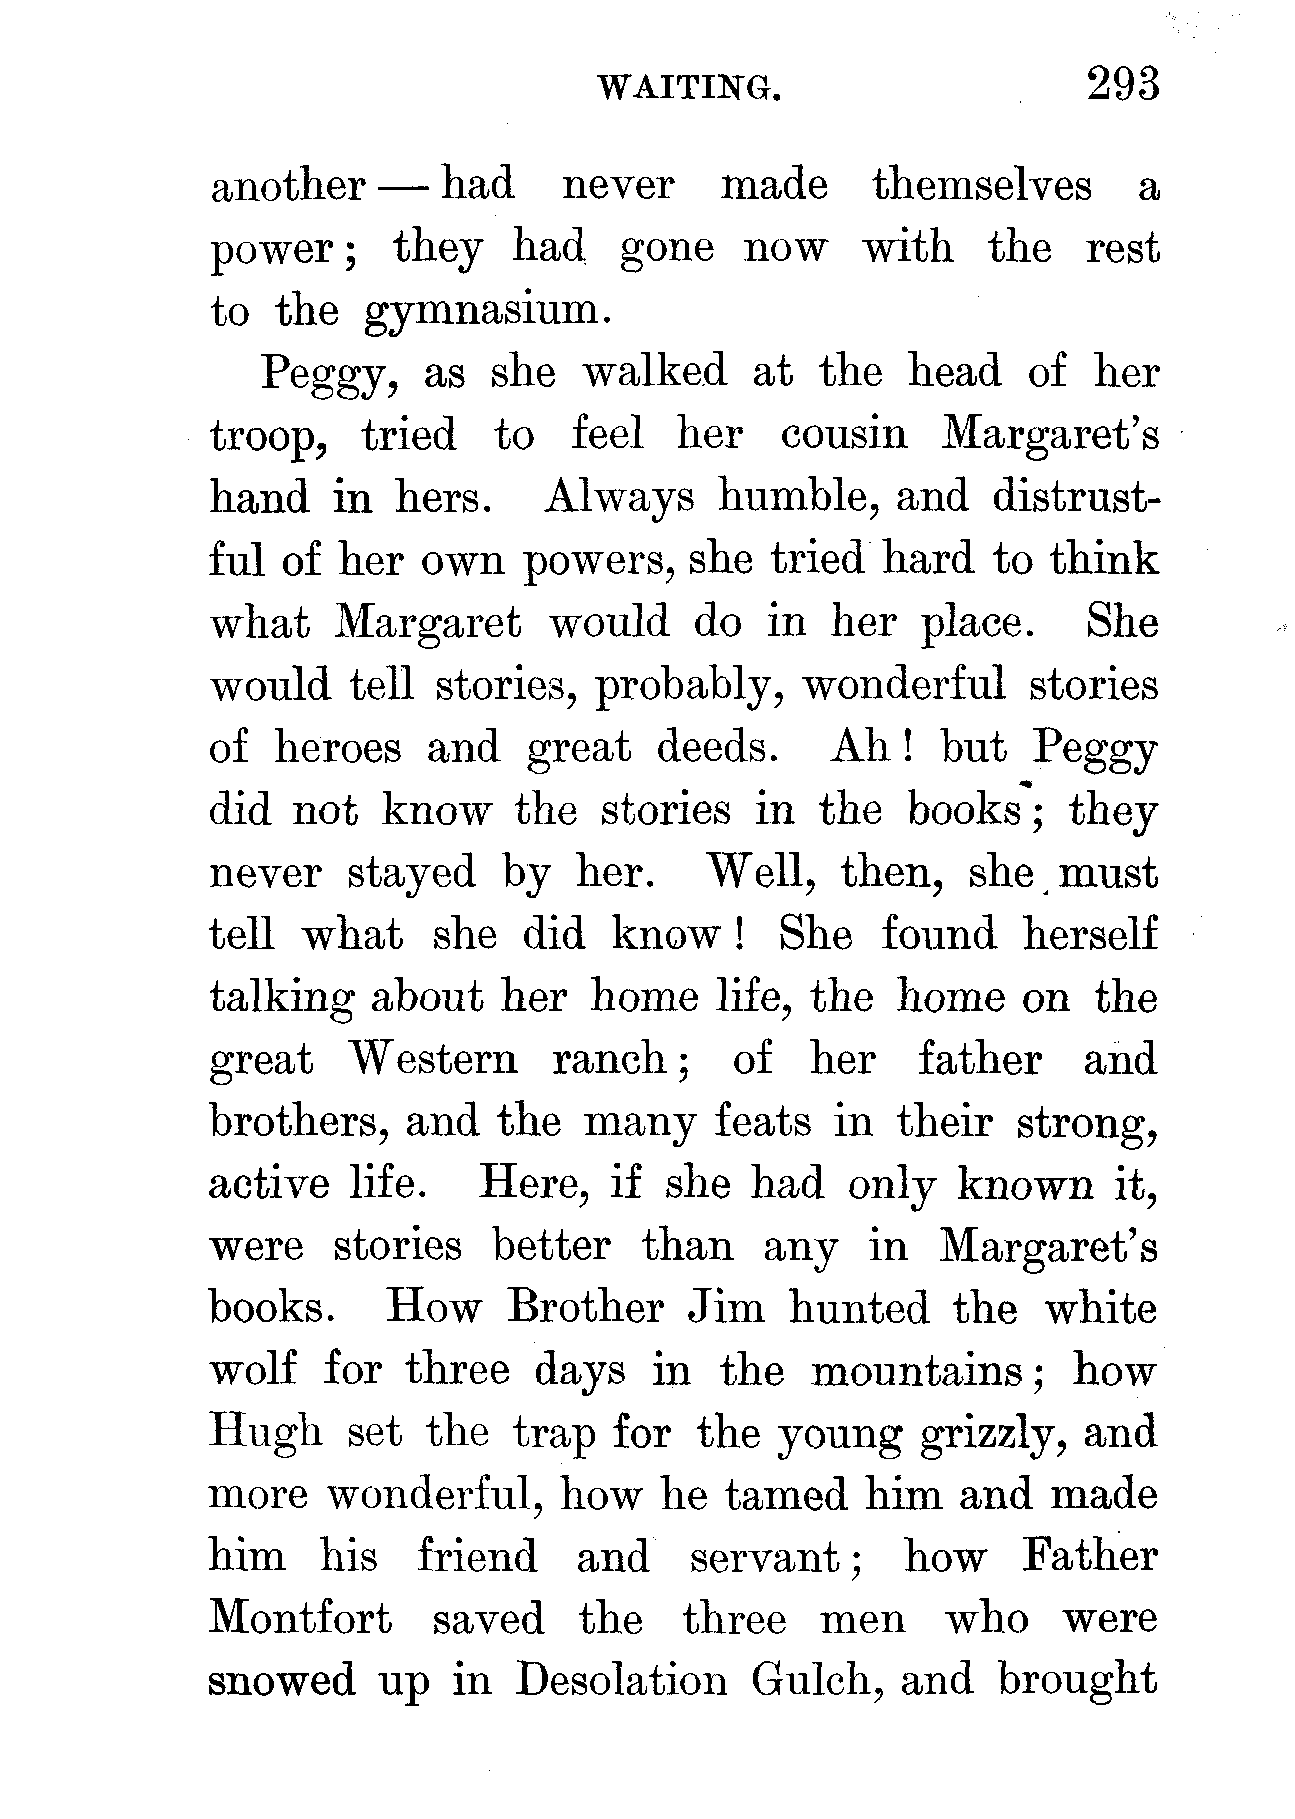 WAITING. 293
another — had never made themselves a
power; they had gone now with the rest
to the gymnasium.
Peggy, as she walked at the head of her
troop, tried to feel her cousin Margaret's
hand in hers. Always humble, and distrust-
ful of her own powers, she tried hard to think
what Margaret would do in her place. She
would tell stories, probably, wonderful stories
of heroes and great deeds. Ah! but Peggy
did not know the stories in the books; they
never stayed by her. Well, then, she must
tell what she did know! She found herself
talking about her home life, the home on the
great Western ranch; of her father and
brothers, and the many feats in their strong,
active life. Here, if she had only known it,
were stories better than any in Margaret's
books. How Brother Jim hunted the white
wolf for three days in the mountains; how
Hugh set the trap for the young grizzly, and
more wonderful, how he tamed him and made
him his friend and servant; how Father
Montfort saved the three men who were
snowed up in Desolation Gulch, and brought